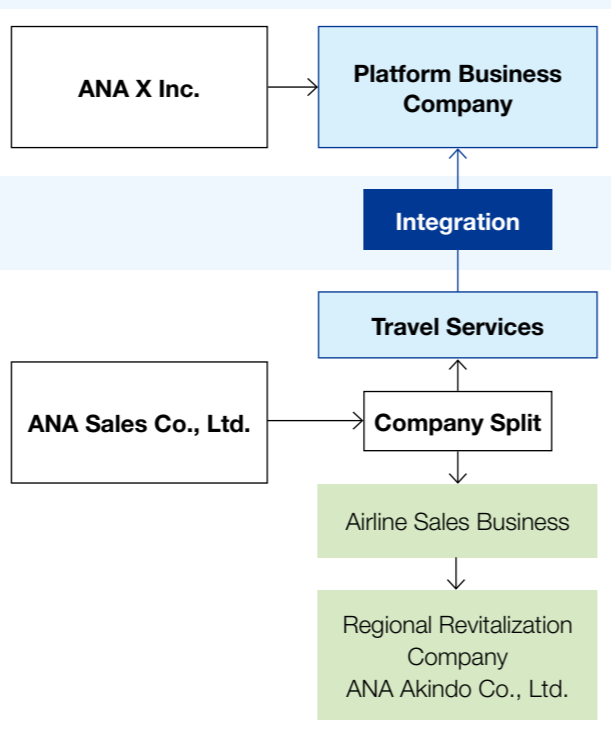 ANA X Inc.
Platform Business
Company
Integration
Travel Services
ANA Sales Co., Ltd.
Company Split
Airline Sales Business
Regional Revitalization
Company
ANA Akindo Co., Ltd.